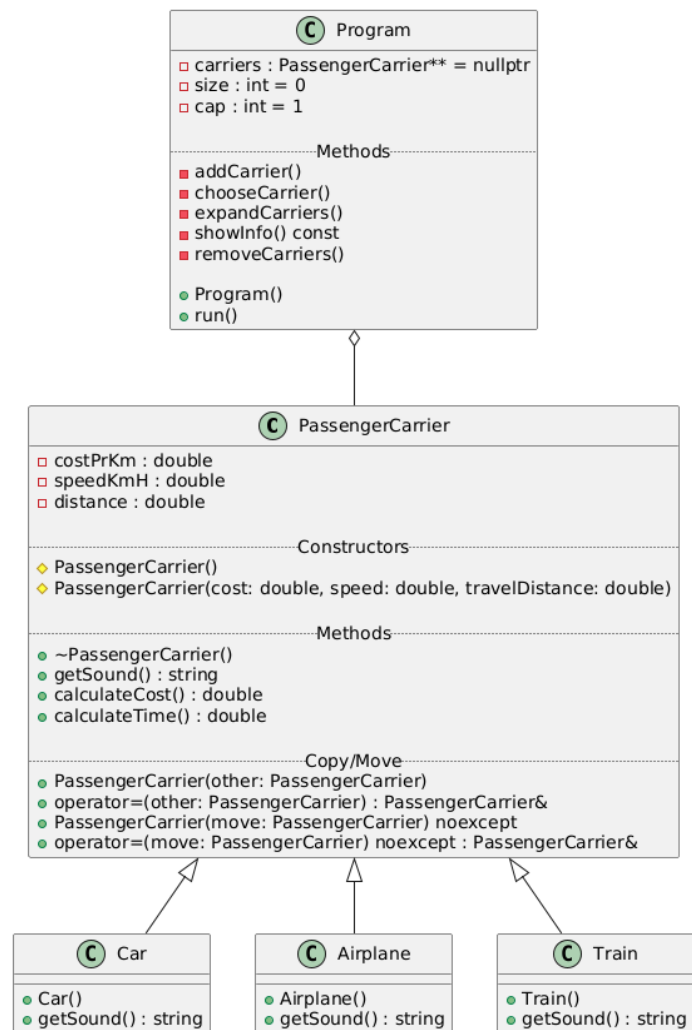 C Program
carriers : PassengerCarrier** = nullptr
size : int = 0
cap : int = 1
Methods
addCarrier()
chooseCarrier()
expandCarriers()
showInfo() const
removeCarriers()
Program()
run()
C PassengerCarrier
costPrKm : double
speedKmH : double
distance : double
Constructors
PassengerCarrier()
PassengerCarrier(cost: double, speed: double, travelDistance: double)
Methods
~PassengerCarrier()
getSound() : string
calculateCost() : double
calculateTime() : double
Copy/Move
PassengerCarrier(other: PassengerCarrier)
operator=(other: PassengerCarrier) : PassengerCarrier&
PassengerCarrier(move: PassengerCarrier) noexcept
operator=(move: PassengerCarrier) noexcept : PassengerCarrier&
C Car
Car()
getSound() : string
C Airplane
Airplane()
getSound() : string
C Train
Train()
getSound() : string